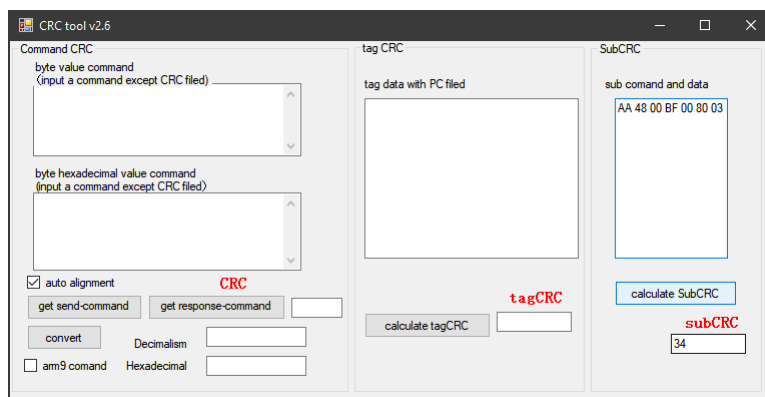 CRC tool v2.6
Command CRC
byte value command
(input a command except CRC filed)
byte hexadecimal value command
(input a command except CRC filed)
auto alignment
CRC
get send-command
get response-command
convert
Decimalism
arm9 comand
Hexadecimal
tag CRC
tag data with PC filed
tagCRC
calculate tagCRC
SubCRC
sub comand and data
AA 48 00 BF 00 80 03
calculate SubCRC
subCRC
34